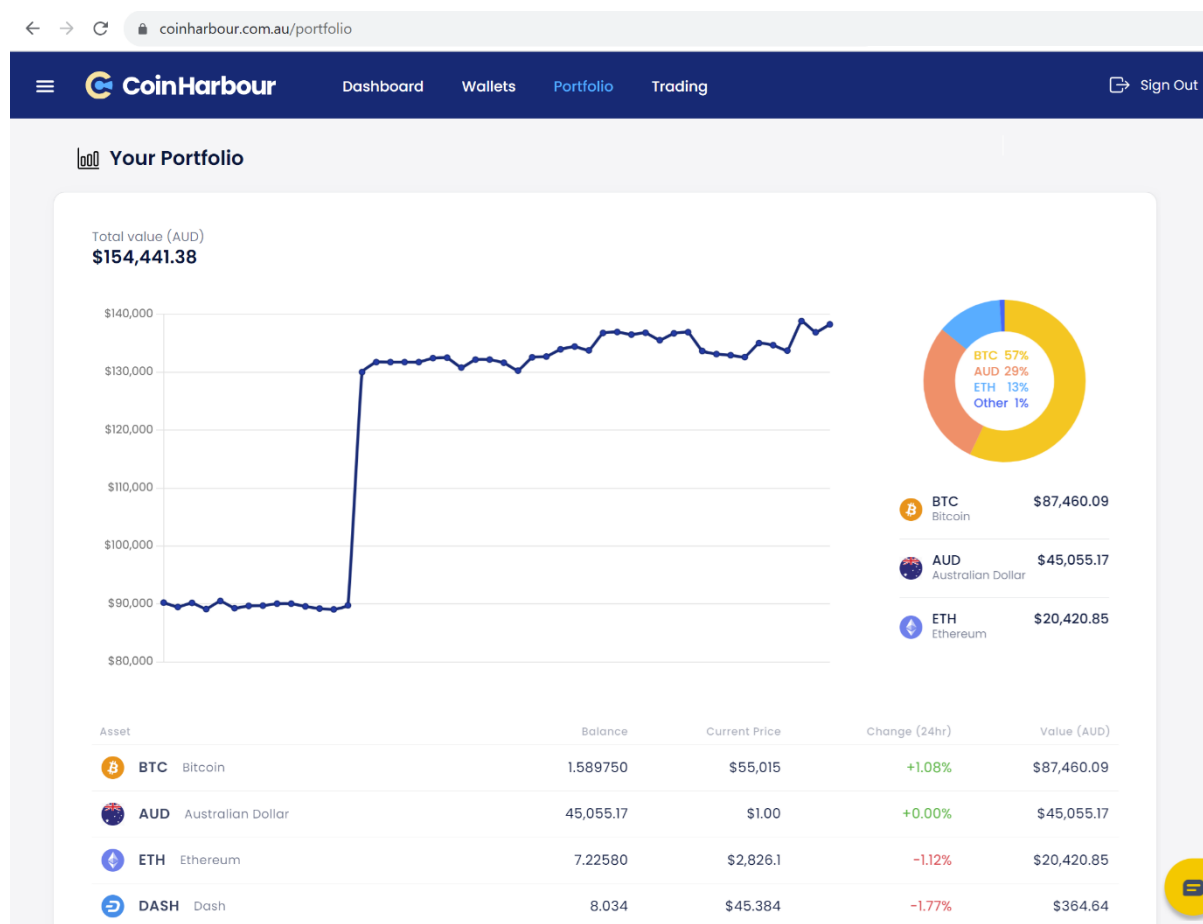 coinharbour.com.au/portfolio
CoinHarbour Dashboard Wallets Portfolio Trading Sign Out
Your Portfolio
Total value (AUD)
$154,441.38
$140,000
$130,000
$120,000
$110,000
$100,000
$90,000
$80,000
BTC 57%
AUD 29%
ETH 13%
Other 1%
BTC $87,460.09
Bitcoin
AUD $45,055.17
Australian Dollar
ETH $20,420.85
Ethereum
Asset Balance Current Price Change (24hr) Value (AUD)
BTC Bitcoin 1.589750 $55,015 +1.08% $87,460.09
AUD Australian Dollar 45,055.17 $1.00 +0.00% $45,055.17
ETH Ethereum 7.22580 $2,826.1 -1.12% $20,420.85
DASH Dash 8.034 $45.384 -1.77% $364.64